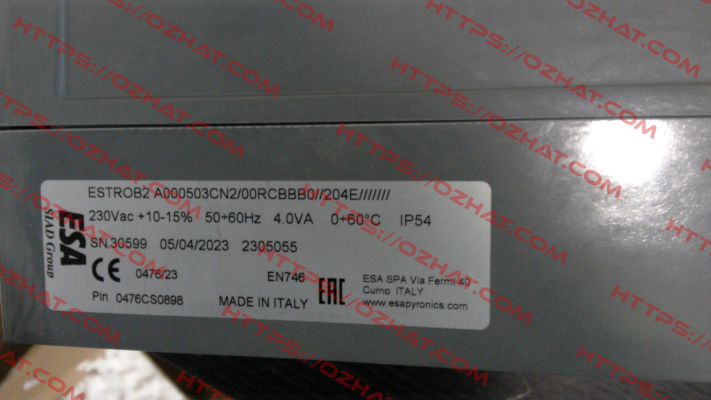 ESTROB2 A000503CN2/00RCBBB0//204E///////
230Vac +10-15% 50÷60Hz 4.0VA 0÷60°C IP54
SN.30599 05/04/2023 2305055
ESA
SIAD Group
CE 0476/23 EN746 EAC
ESA SPA Via Fermi 40
Curno ITALY
Pin 0476CS0898 MADE IN ITALY www.esapyronics.com
HTTPS://OZHAT.COM